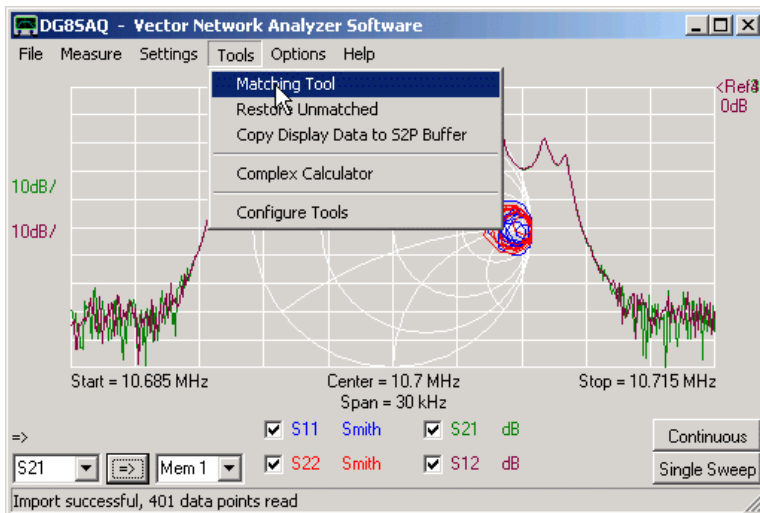 DG8SAQ - Vector Network Analyzer Software
File Measure Settings Tools Options Help
Matching Tool
Restore Unmatched
Copy Display Data to S2P Buffer
Complex Calculator
Configure Tools
0dB
10dB/
10dB/
Start = 10.685 MHz Center = 10.7 MHz Stop = 10.715 MHz
Span = 30 kHz
=>
S11 Smith S21 dB Continuous
S21 => Mem 1 S22 Smith S12 dB Single Sweep
Import successful, 401 data points read